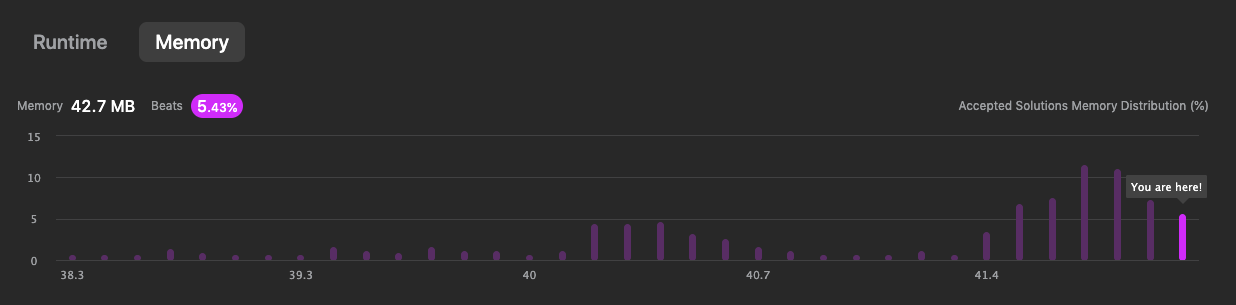 Runtime Memory
Memory 42.7 MB Beats 5.43% Accepted Solutions Memory Distribution (%)
15
10
You are here!
5
0
38.3 39.3 40 40.7 41.4